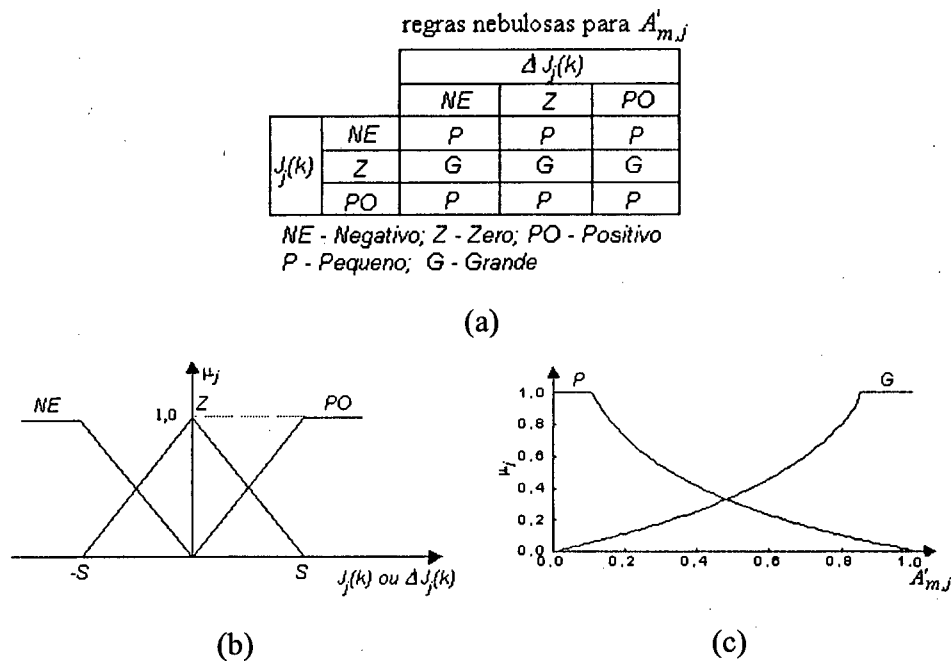 regras nebulosas para A'm,j
Δ Jj(k)
NE Z PO
Jj(k) NE P P P
Z G G G
PO P P P
NE - Negativo; Z - Zero; PO - Positivo
P - Pequeno; G - Grande
(a)
μj
NE 1,0 Z PO
-S S
Jj(k) ou ΔJj(k)
(b)
P G
1.0
0.8
μj
0.6
0.4
0.2
0.0
0.0 0.2 0.4 0.6 0.8 1.0
A'm,j
(c)